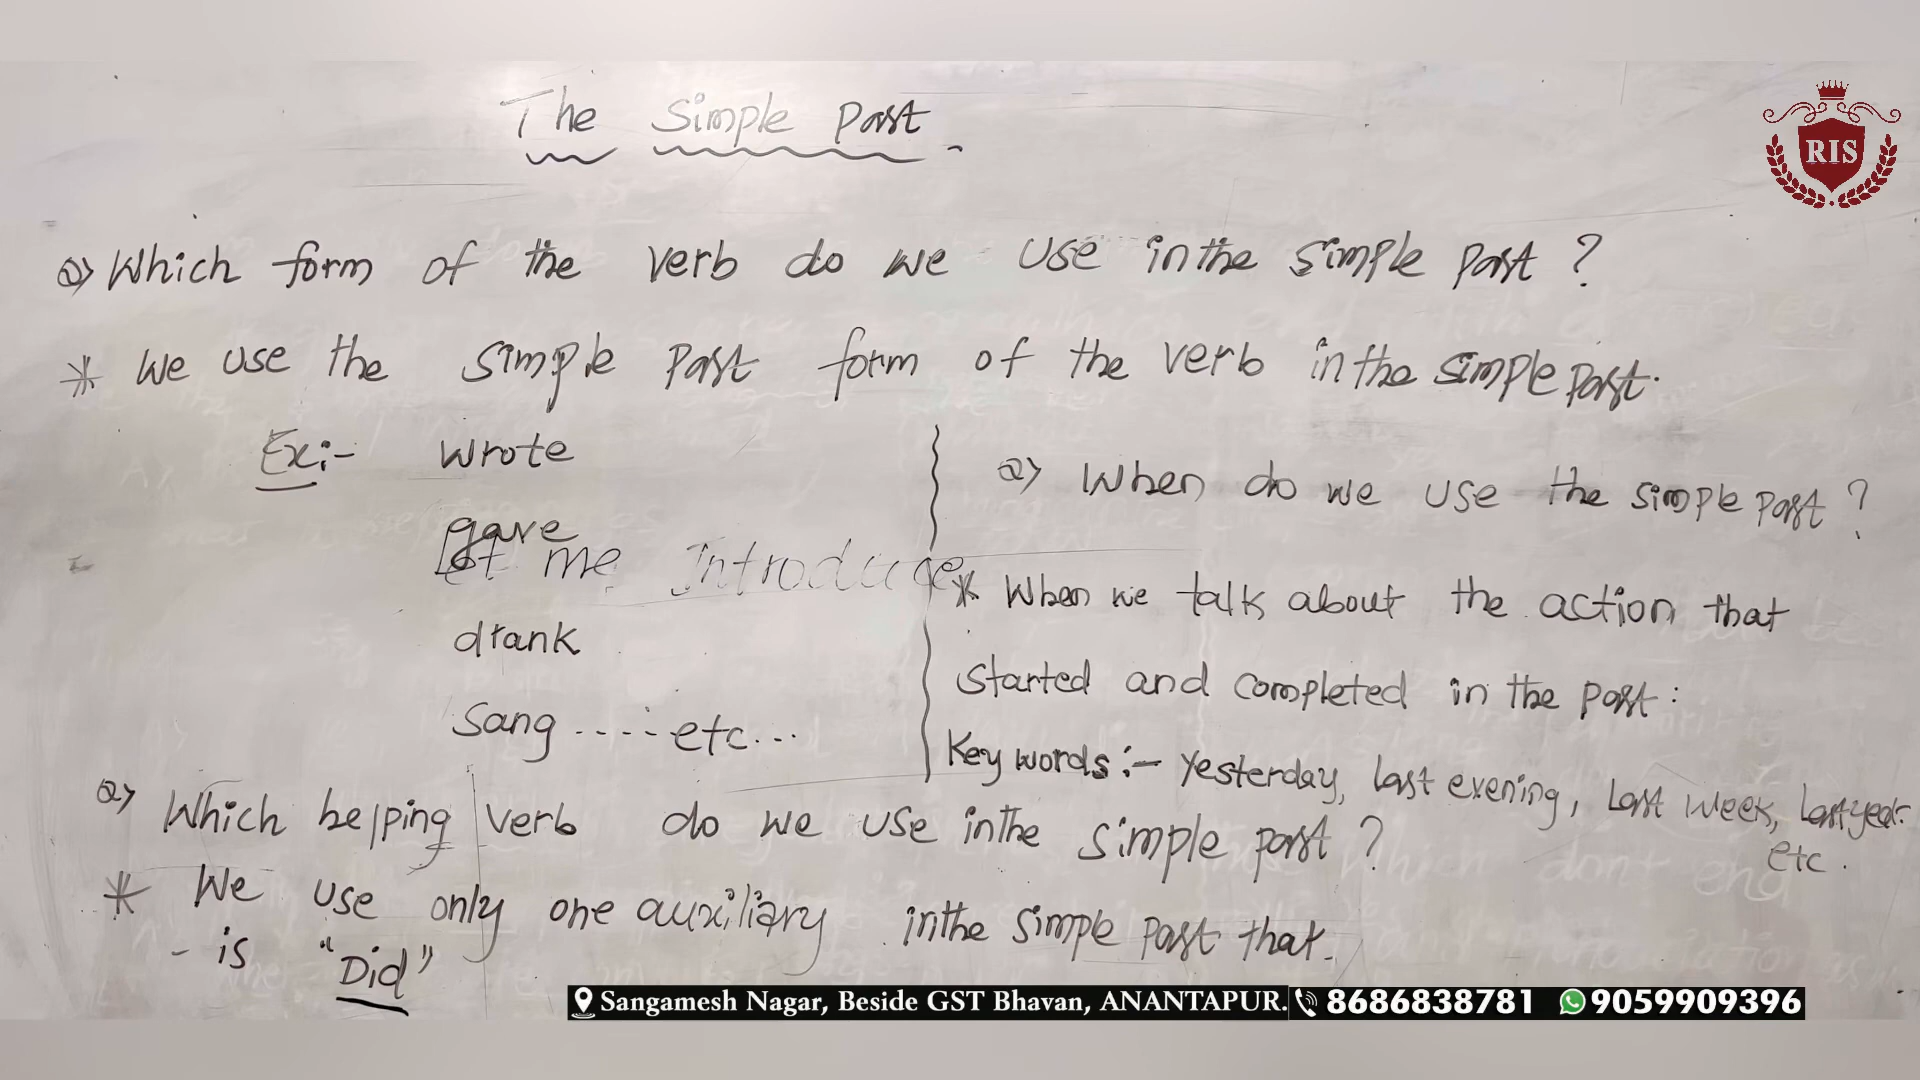 The Simple Past.
RIS
Q) Which form of the verb do we use in the simple past ?
* We use the simple past form of the verb in the simple past.
Ex:- wrote
gave
Let me Introduce
drank
Sang ..... etc...
Q) When do we use the simple past ?
* When we talk about the action that
started and completed in the past:
Key words :- yesterday, last evening, last week, last year.
etc.
Q) Which helping verb do we use in the simple past ?
* We use only one auxiliary in the simple past that.
- is "Did"
Sangamesh Nagar, Beside GST Bhavan, ANANTAPUR. 8686838781 9059909396